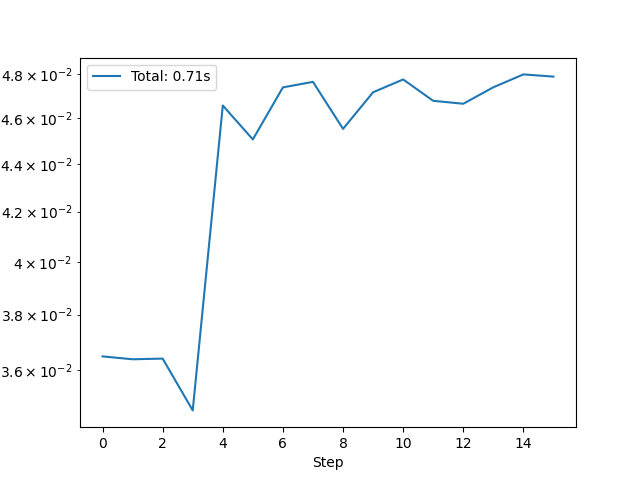 Total: 0.71s
4.8 × 10⁻²
4.6 × 10⁻²
4.4 × 10⁻²
4.2 × 10⁻²
4 × 10⁻²
3.8 × 10⁻²
3.6 × 10⁻²
0 2 4 6 8 10 12 14
Step